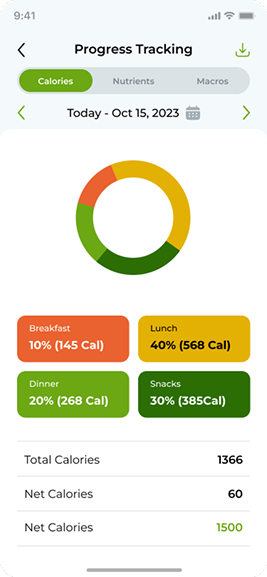 9:41
Progress Tracking
Calories Nutrients Macros
Today - Oct 15, 2023
Breakfast Lunch
10% (145 Cal) 40% (568 Cal)
Dinner Snacks
20% (268 Cal) 30% (385Cal)
Total Calories 1366
Net Calories 60
Net Calories 1500